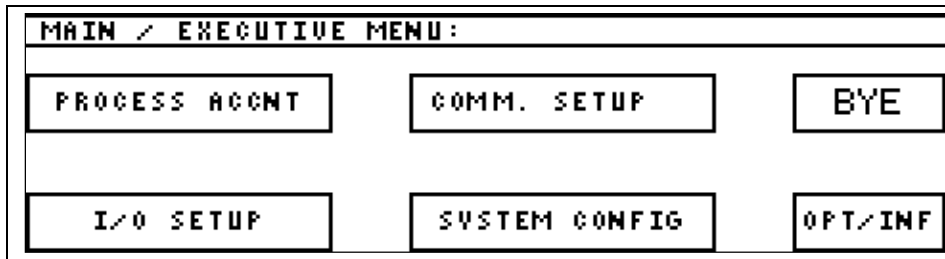 MAIN / EXECUTIVE MENU:
PROCESS ACCNT COMM. SETUP BYE
I/O SETUP SYSTEM CONFIG OPT/INF